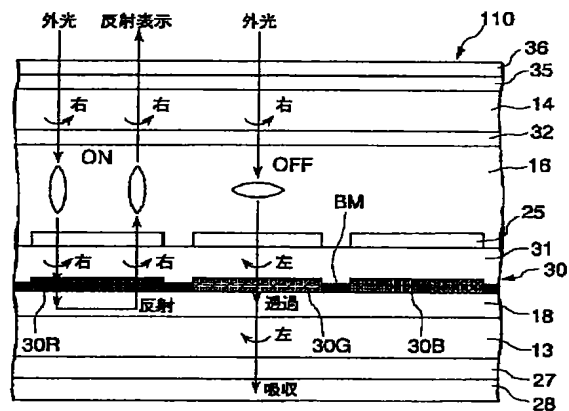 外光 反射表示 外光 110
36
35
右 右 右 14
32
ON OFF 16
BM
25
31
右 右 左 30
反射 透過 18
30R 左 30G 30B 13
27
吸収 28